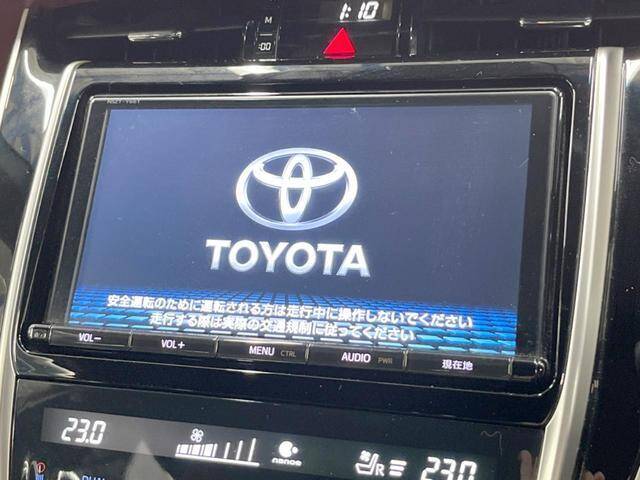 1:10
M
:00
NSZT-Y66T
TOYOTA
安全運転のために運転される方は走行中に操作しないでください
走行する際は実際の交通規制に従ってください
VOL−
VOL+
MENU CTRL
AUDIO PWR
現在地
23.0
nanoe
R
23.0
DUAL